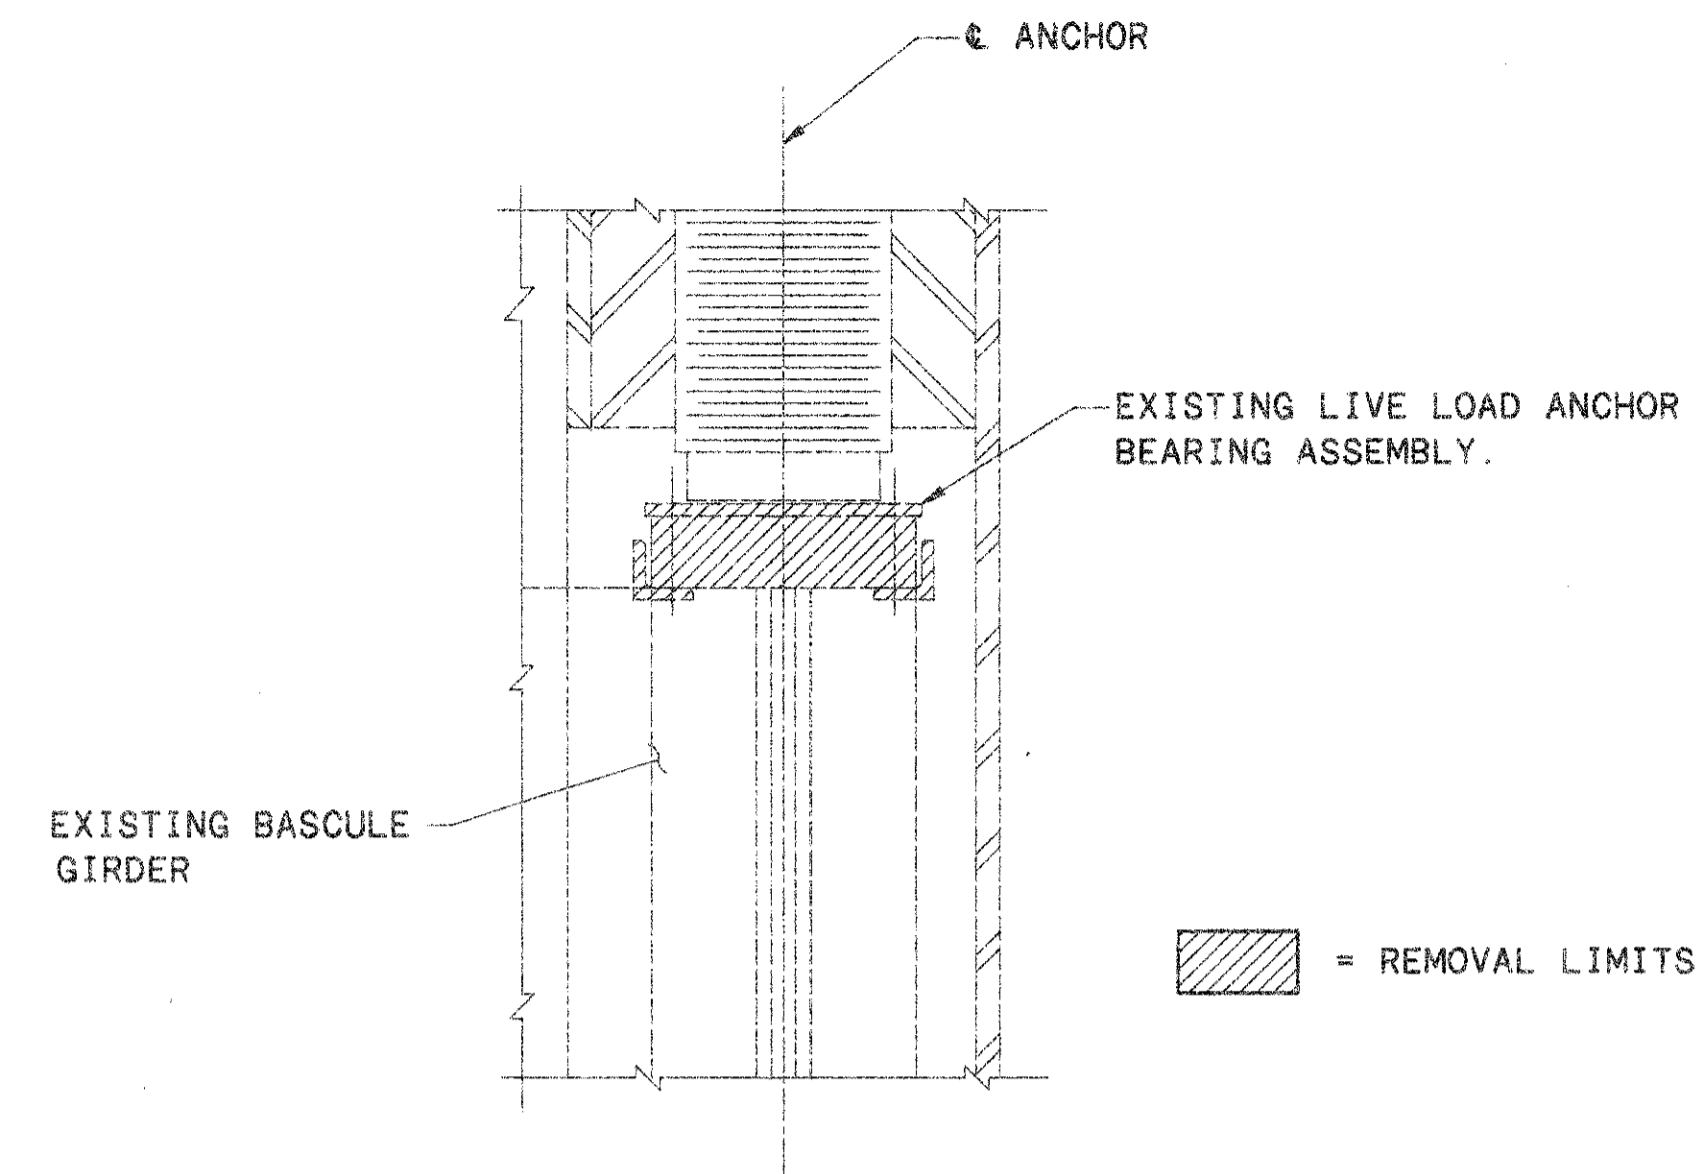 ℄ ANCHOR
EXISTING LIVE LOAD ANCHOR
BEARING ASSEMBLY.
EXISTING BASCULE
GIRDER
= REMOVAL LIMITS